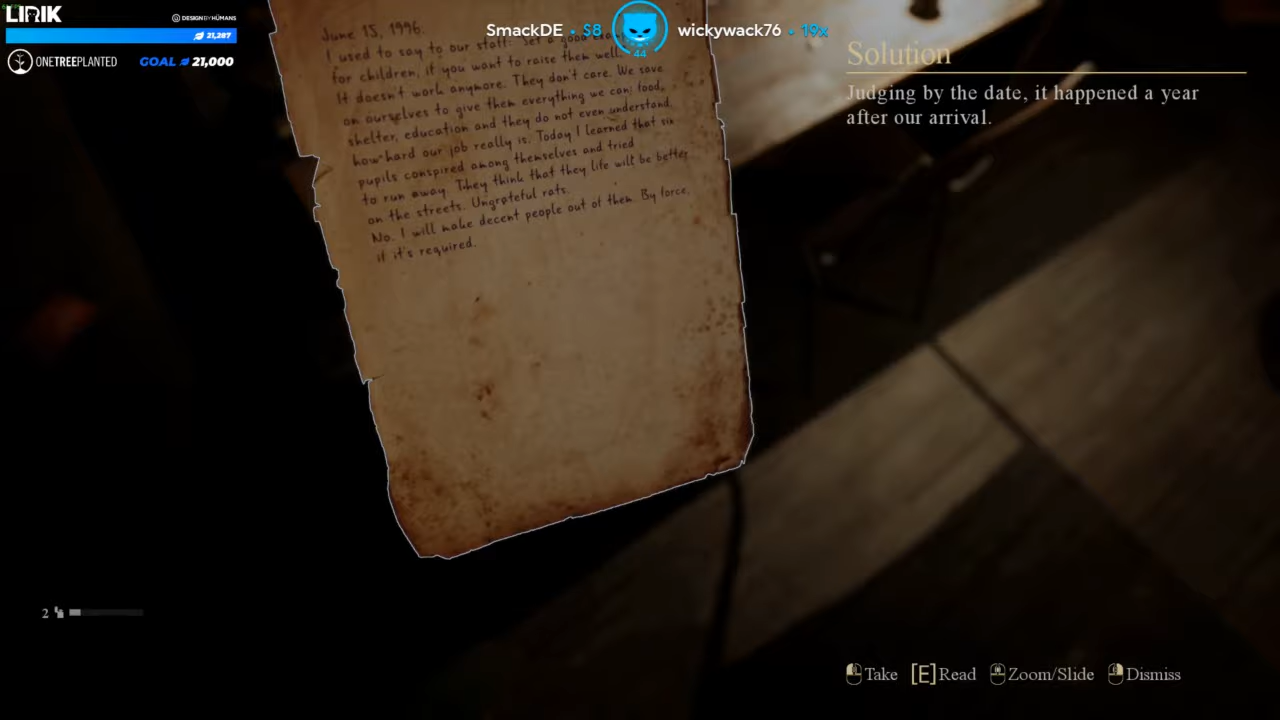 LIRIK
DESIGN BY HUMANS
21,287
ONETREEPLANTED
GOAL 21,000
SmackDE • $8
44
wickywack76 • 19x
June 15, 1996.
I used to say to our staff: Set a good
for children, if you want to raise them well.
It doesn't work anymore. They don't care. We save
on ourselves to give them everything we can: food,
shelter, education and they do not even understand,
how hard our job really is. Today I learned that six
pupils conspired among themselves and tried
to run away. They think that they life will be better
on the streets. Ungrateful rats.
No. I will make decent people out of them. By force,
if it's required.
Solution
Judging by the date, it happened a year
after our arrival.
2
Take [E] Read Zoom/Slide Dismiss